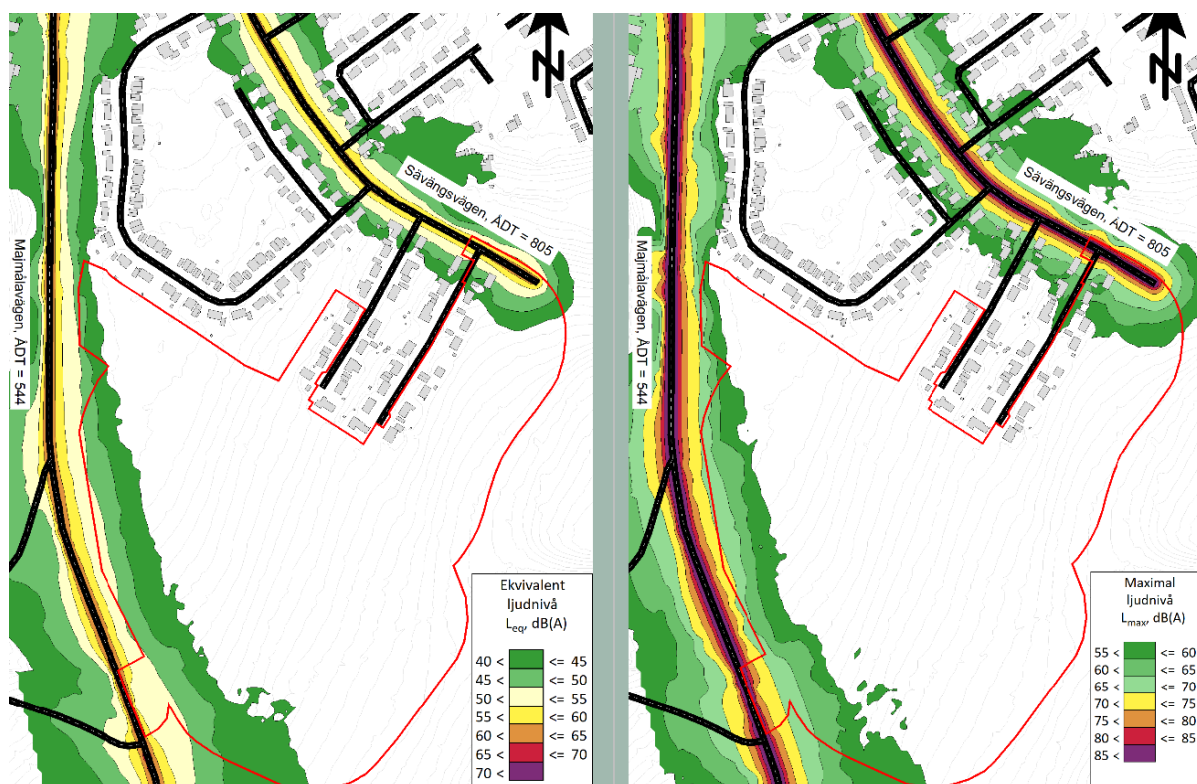 N
Sävängsvägen, ÅDT = 805
Majmålavägen, ÅDT = 544
Ekvivalent
ljudnivå
Leq, dB(A)
40 < <= 45
45 < <= 50
50 < <= 55
55 < <= 60
60 < <= 65
65 < <= 70
70 <
N
Sävängsvägen, ÅDT = 805
Majmålavägen, ÅDT = 544
Maximal
ljudnivå
Lmax, dB(A)
55 < <= 60
60 < <= 65
65 < <= 70
70 < <= 75
75 < <= 80
80 < <= 85
85 <